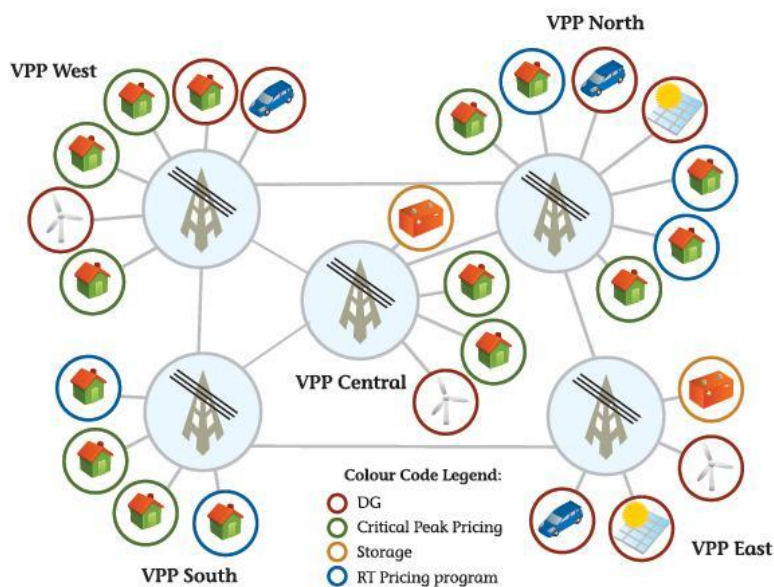 VPP North
VPP West
VPP Central
Colour Code Legend:
DG
Critical Peak Pricing
Storage
RT Pricing program
VPP South
VPP East